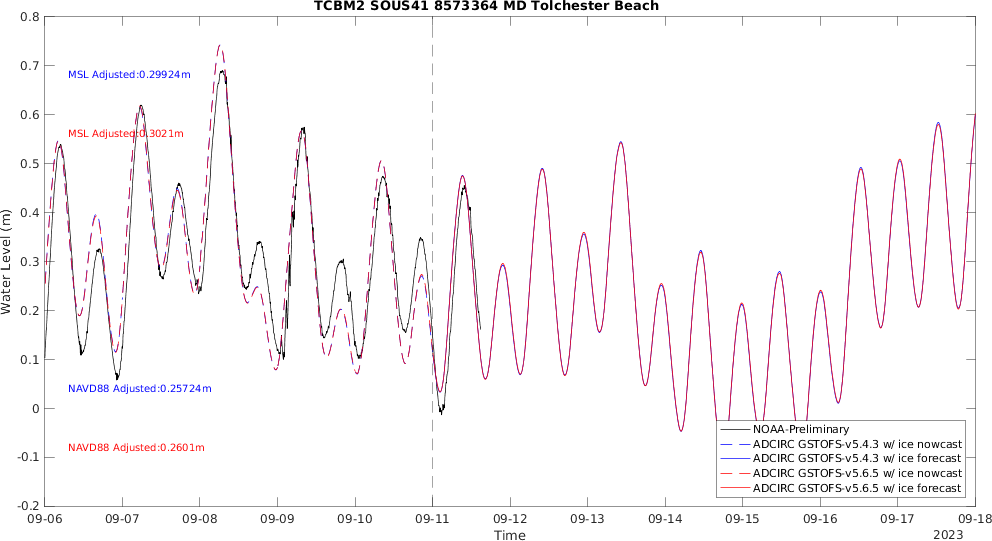 TCBM2 SOUS41 8573364 MD Tolchester Beach
Water Level (m)
0.8
0.7
0.6
0.5
0.4
0.3
0.2
0.1
0
-0.1
-0.2
MSL Adjusted:0.29924m
MSL Adjusted:0.3021m
NAVD88 Adjusted:0.25724m
NAVD88 Adjusted:0.2601m
NOAA-Preliminary
ADCIRC GSTOFS-v5.4.3 w/ ice nowcast
ADCIRC GSTOFS-v5.4.3 w/ ice forecast
ADCIRC GSTOFS-v5.6.5 w/ ice nowcast
ADCIRC GSTOFS-v5.6.5 w/ ice forecast
09-06 09-07 09-08 09-09 09-10 09-11 09-12 09-13 09-14 09-15 09-16 09-17 09-18
Time
2023